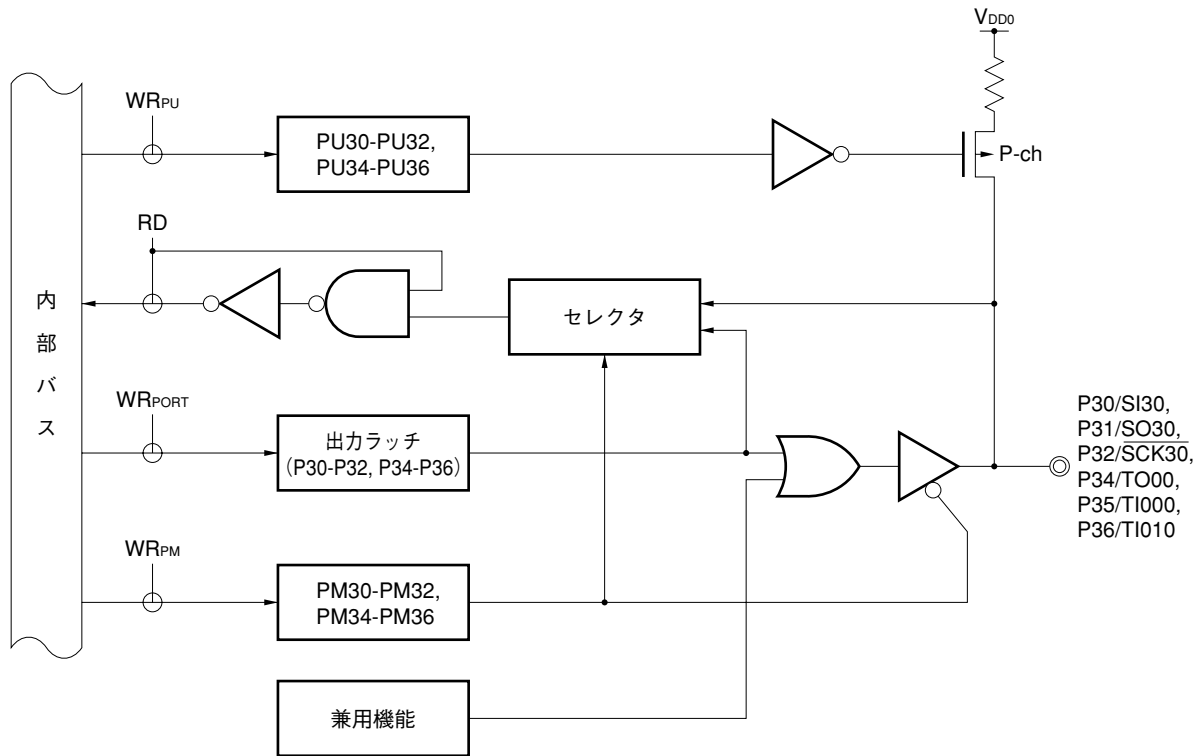 VDD0
WRPU
PU30-PU32,
PU34-PU36
P-ch
RD
セレクタ
内部バス
WRPORT
出力ラッチ
(P30-P32, P34-P36)
P30/SI30,
P31/SO30,
P32/SCK30,
P34/TO00,
P35/TI000,
P36/TI010
WRPM
PM30-PM32,
PM34-PM36
兼用機能